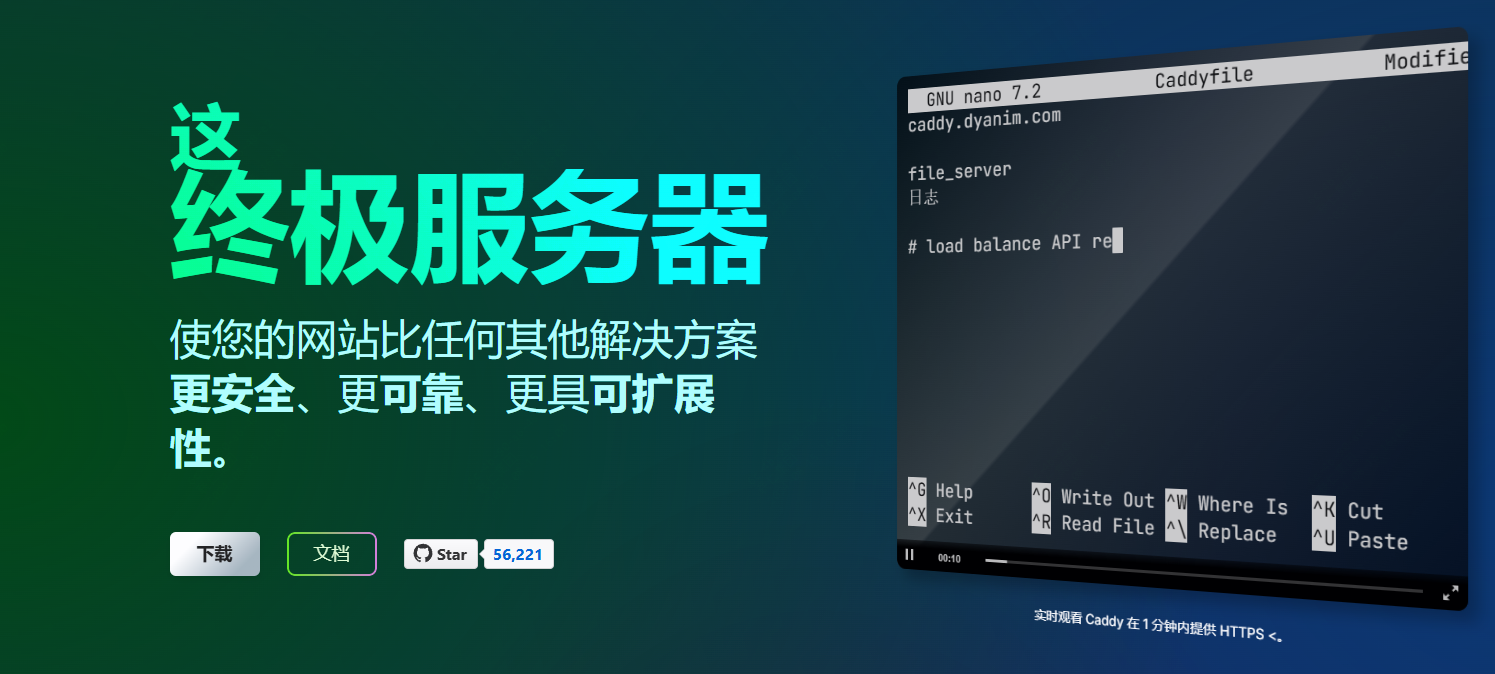 这
终极服务器
使您的网站比任何其他解决方案
更安全、更可靠、更具可扩展
性。
下载
文档
Star
56,221
GNU nano 7.2 Caddyfile Modifie
caddy.dyanim.com
file_server
日志
# load balance API re
^G Help ^O Write Out ^W Where Is ^K Cut
^X Exit ^R Read File ^\ Replace ^U Paste
00:10
实时观看 Caddy 在 1 分钟内提供 HTTPS <。